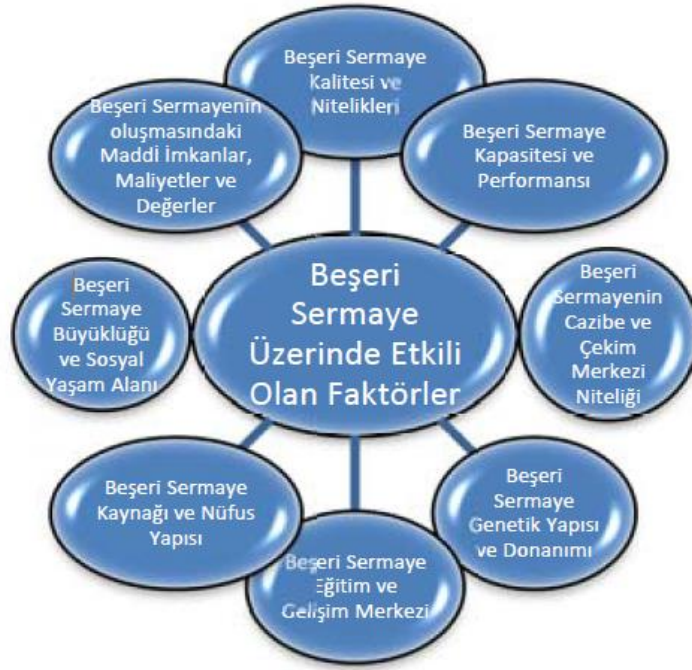 Beşeri Sermaye
Kalitesi ve
Nitelikleri
Beşeri Sermayenin
oluşmasındaki
Maddİ İmkanlar,
Maliyetler ve
Değerler
Beşeri Sermaye
Kapasitesi ve
Performansı
Beşeri
Sermaye
Üzerinde Etkili
Olan Faktörler
Beşeri
Sermaye
Büyüklüğü
ve Sosyal
Yaşam Alanı
Beşeri
Sermayenin
Cazibe ve
Çekim
Merkezi
Niteliği
Beşeri Sermaye
Kaynağı ve Nüfus
Yapısı
Beşeri
Sermaye
Genetik Yapısı
ve Donanımı
Beşeri Sermaye
Eğitim ve
Gelişim Merkezi